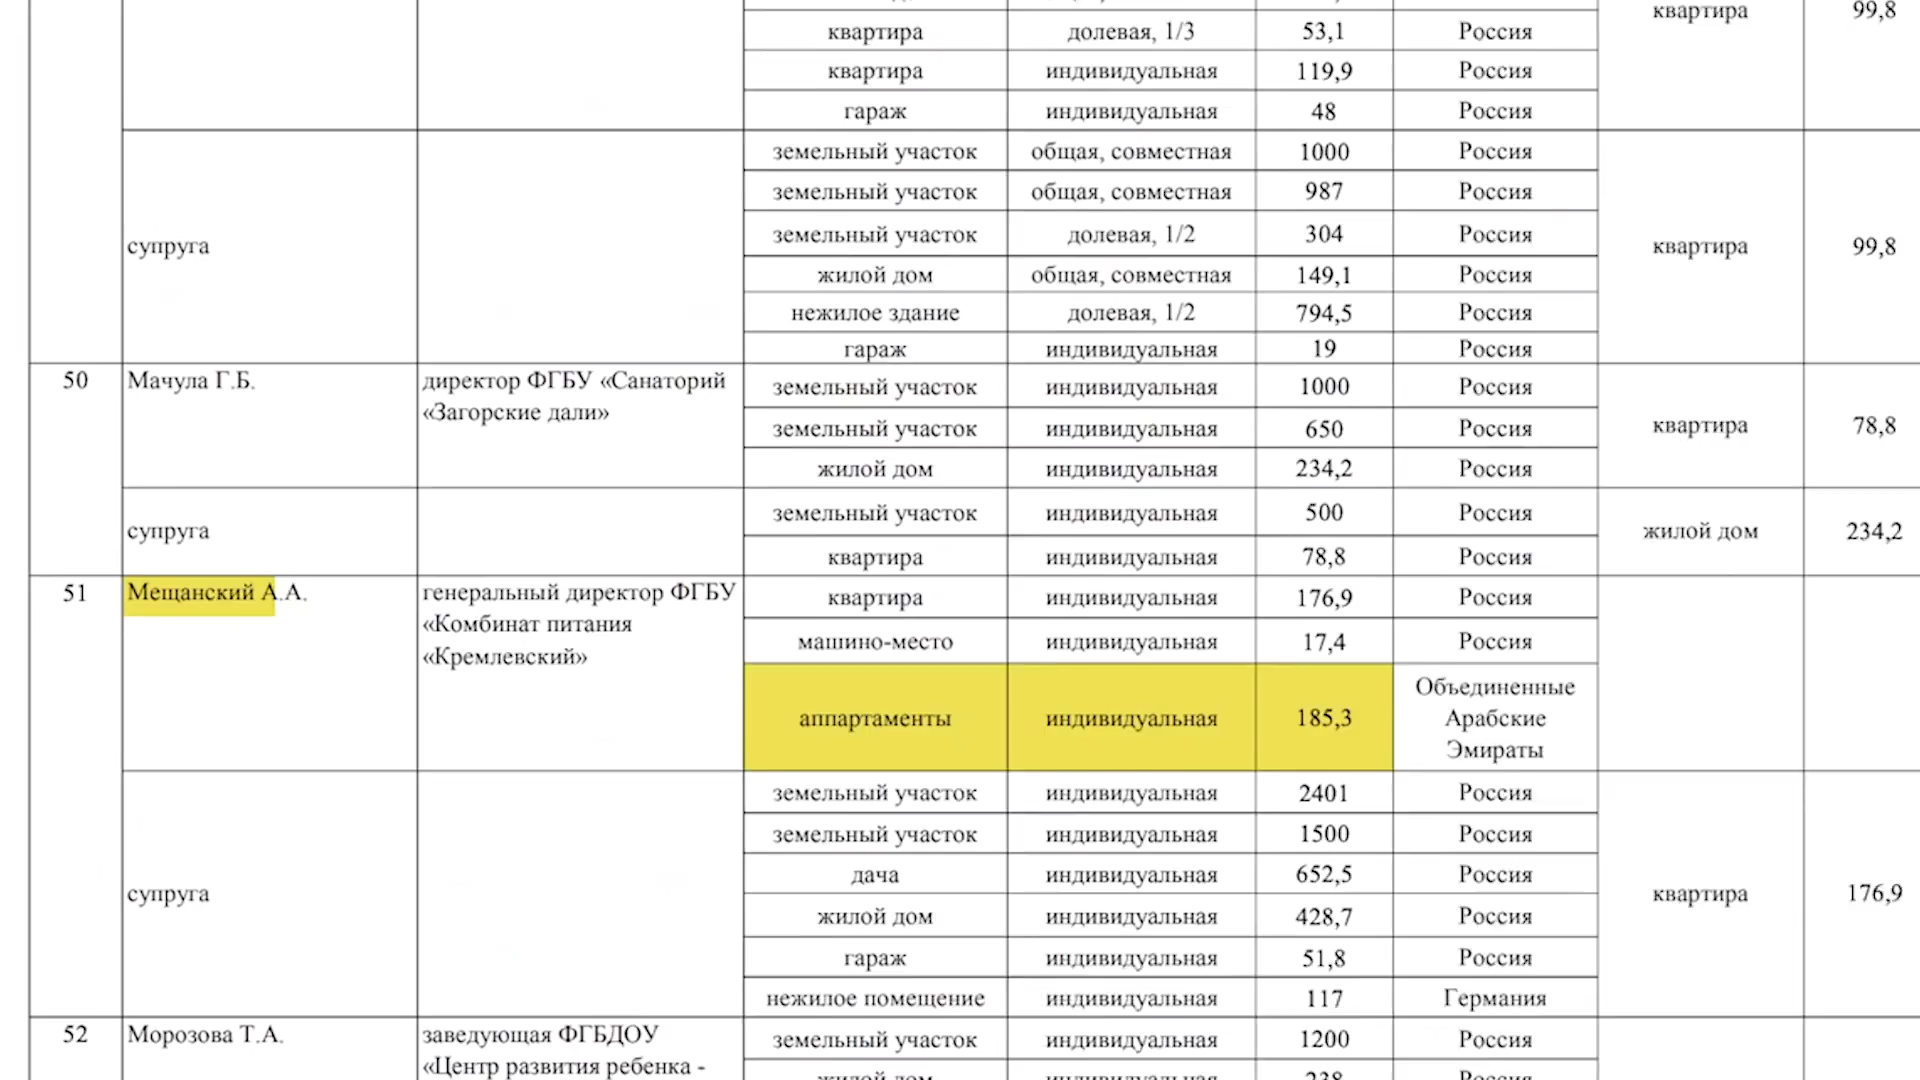 квартира 99,8
квартира долевая, 1/3 53,1 Россия
квартира индивидуальная 119,9 Россия
гараж индивидуальная 48 Россия
земельный участок общая, совместная 1000 Россия
земельный участок общая, совместная 987 Россия
земельный участок долевая, 1/2 304 Россия
супруга квартира 99,8
жилой дом общая, совместная 149,1 Россия
нежилое здание долевая, 1/2 794,5 Россия
гараж индивидуальная 19 Россия
50 Мачула Г.Б. директор ФГБУ «Санаторий
«Загорские дали»
земельный участок индивидуальная 1000 Россия
земельный участок индивидуальная 650 Россия
квартира 78,8
жилой дом индивидуальная 234,2 Россия
супруга
земельный участок индивидуальная 500 Россия
жилой дом 234,2
квартира индивидуальная 78,8 Россия
51 Мещанский А.А. генеральный директор ФГБУ
«Комбинат питания
«Кремлевский»
квартира индивидуальная 176,9 Россия
машино-место индивидуальная 17,4 Россия
аппартаменты индивидуальная 185,3 Объединенные
Арабские
Эмираты
супруга
земельный участок индивидуальная 2401 Россия
земельный участок индивидуальная 1500 Россия
дача индивидуальная 652,5 Россия
квартира 176,9
жилой дом индивидуальная 428,7 Россия
гараж индивидуальная 51,8 Россия
нежилое помещение индивидуальная 117 Германия
52 Морозова Т.А. заведующая ФГБДОУ
«Центр развития ребенка -
земельный участок индивидуальная 1200 Россия
жилой дом индивидуальная 238 Россия